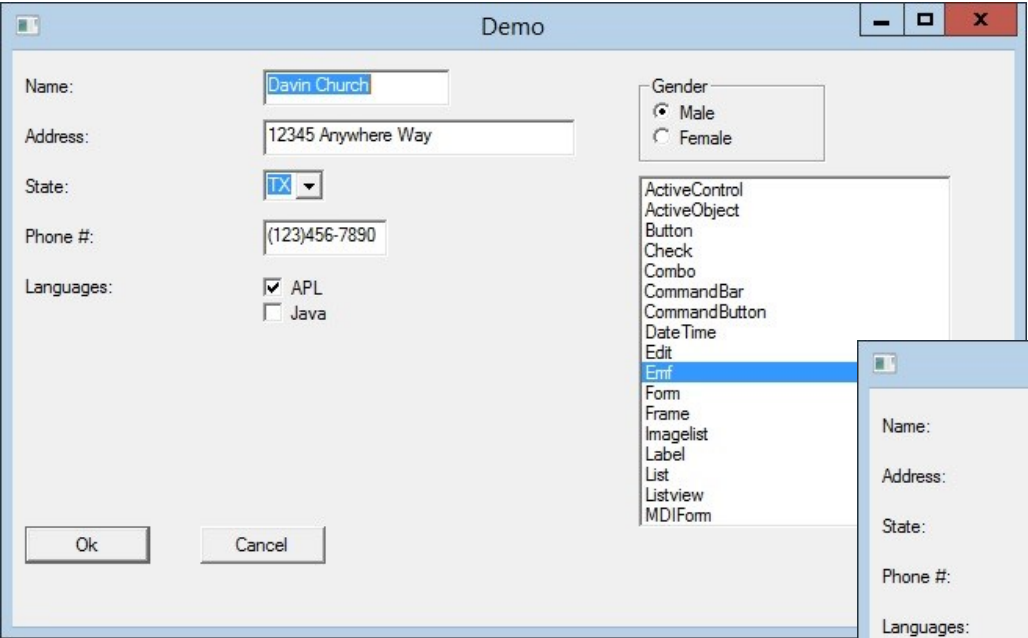 Demo
Name:
Davin Church
Address:
12345 Anywhere Way
State:
TX
Phone #:
(123)456-7890
Languages:
APL
Java
Gender
Male
Female
ActiveControl
ActiveObject
Button
Check
Combo
CommandBar
CommandButton
DateTime
Edit
Emf
Form
Frame
Imagelist
Label
List
Listview
MDIForm
Ok
Cancel
Name:
Address:
State:
Phone #:
Languages: